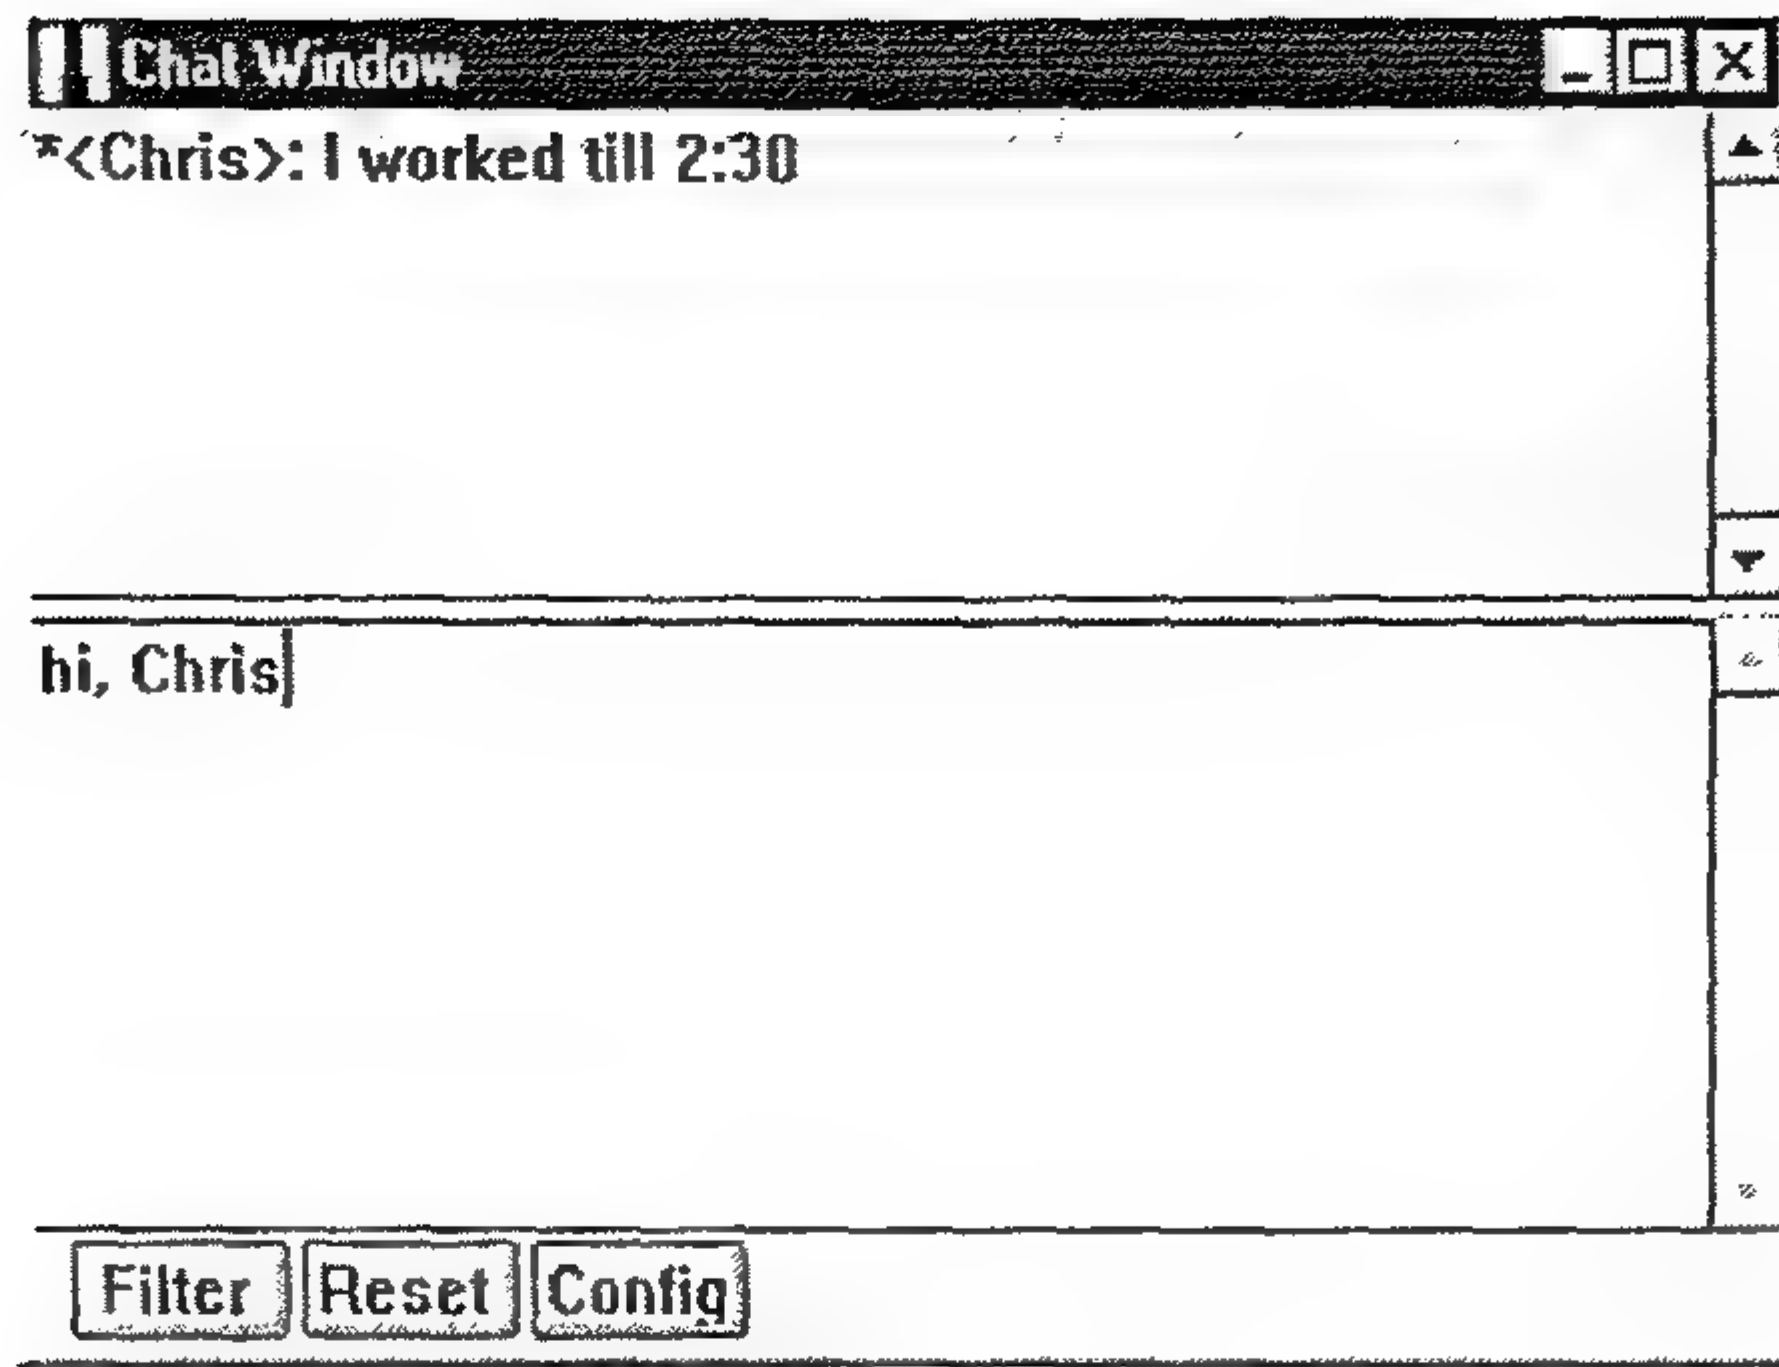 Chat Window
*<Chris>: I worked till 2:30
hi, Chris
Filter Reset Config